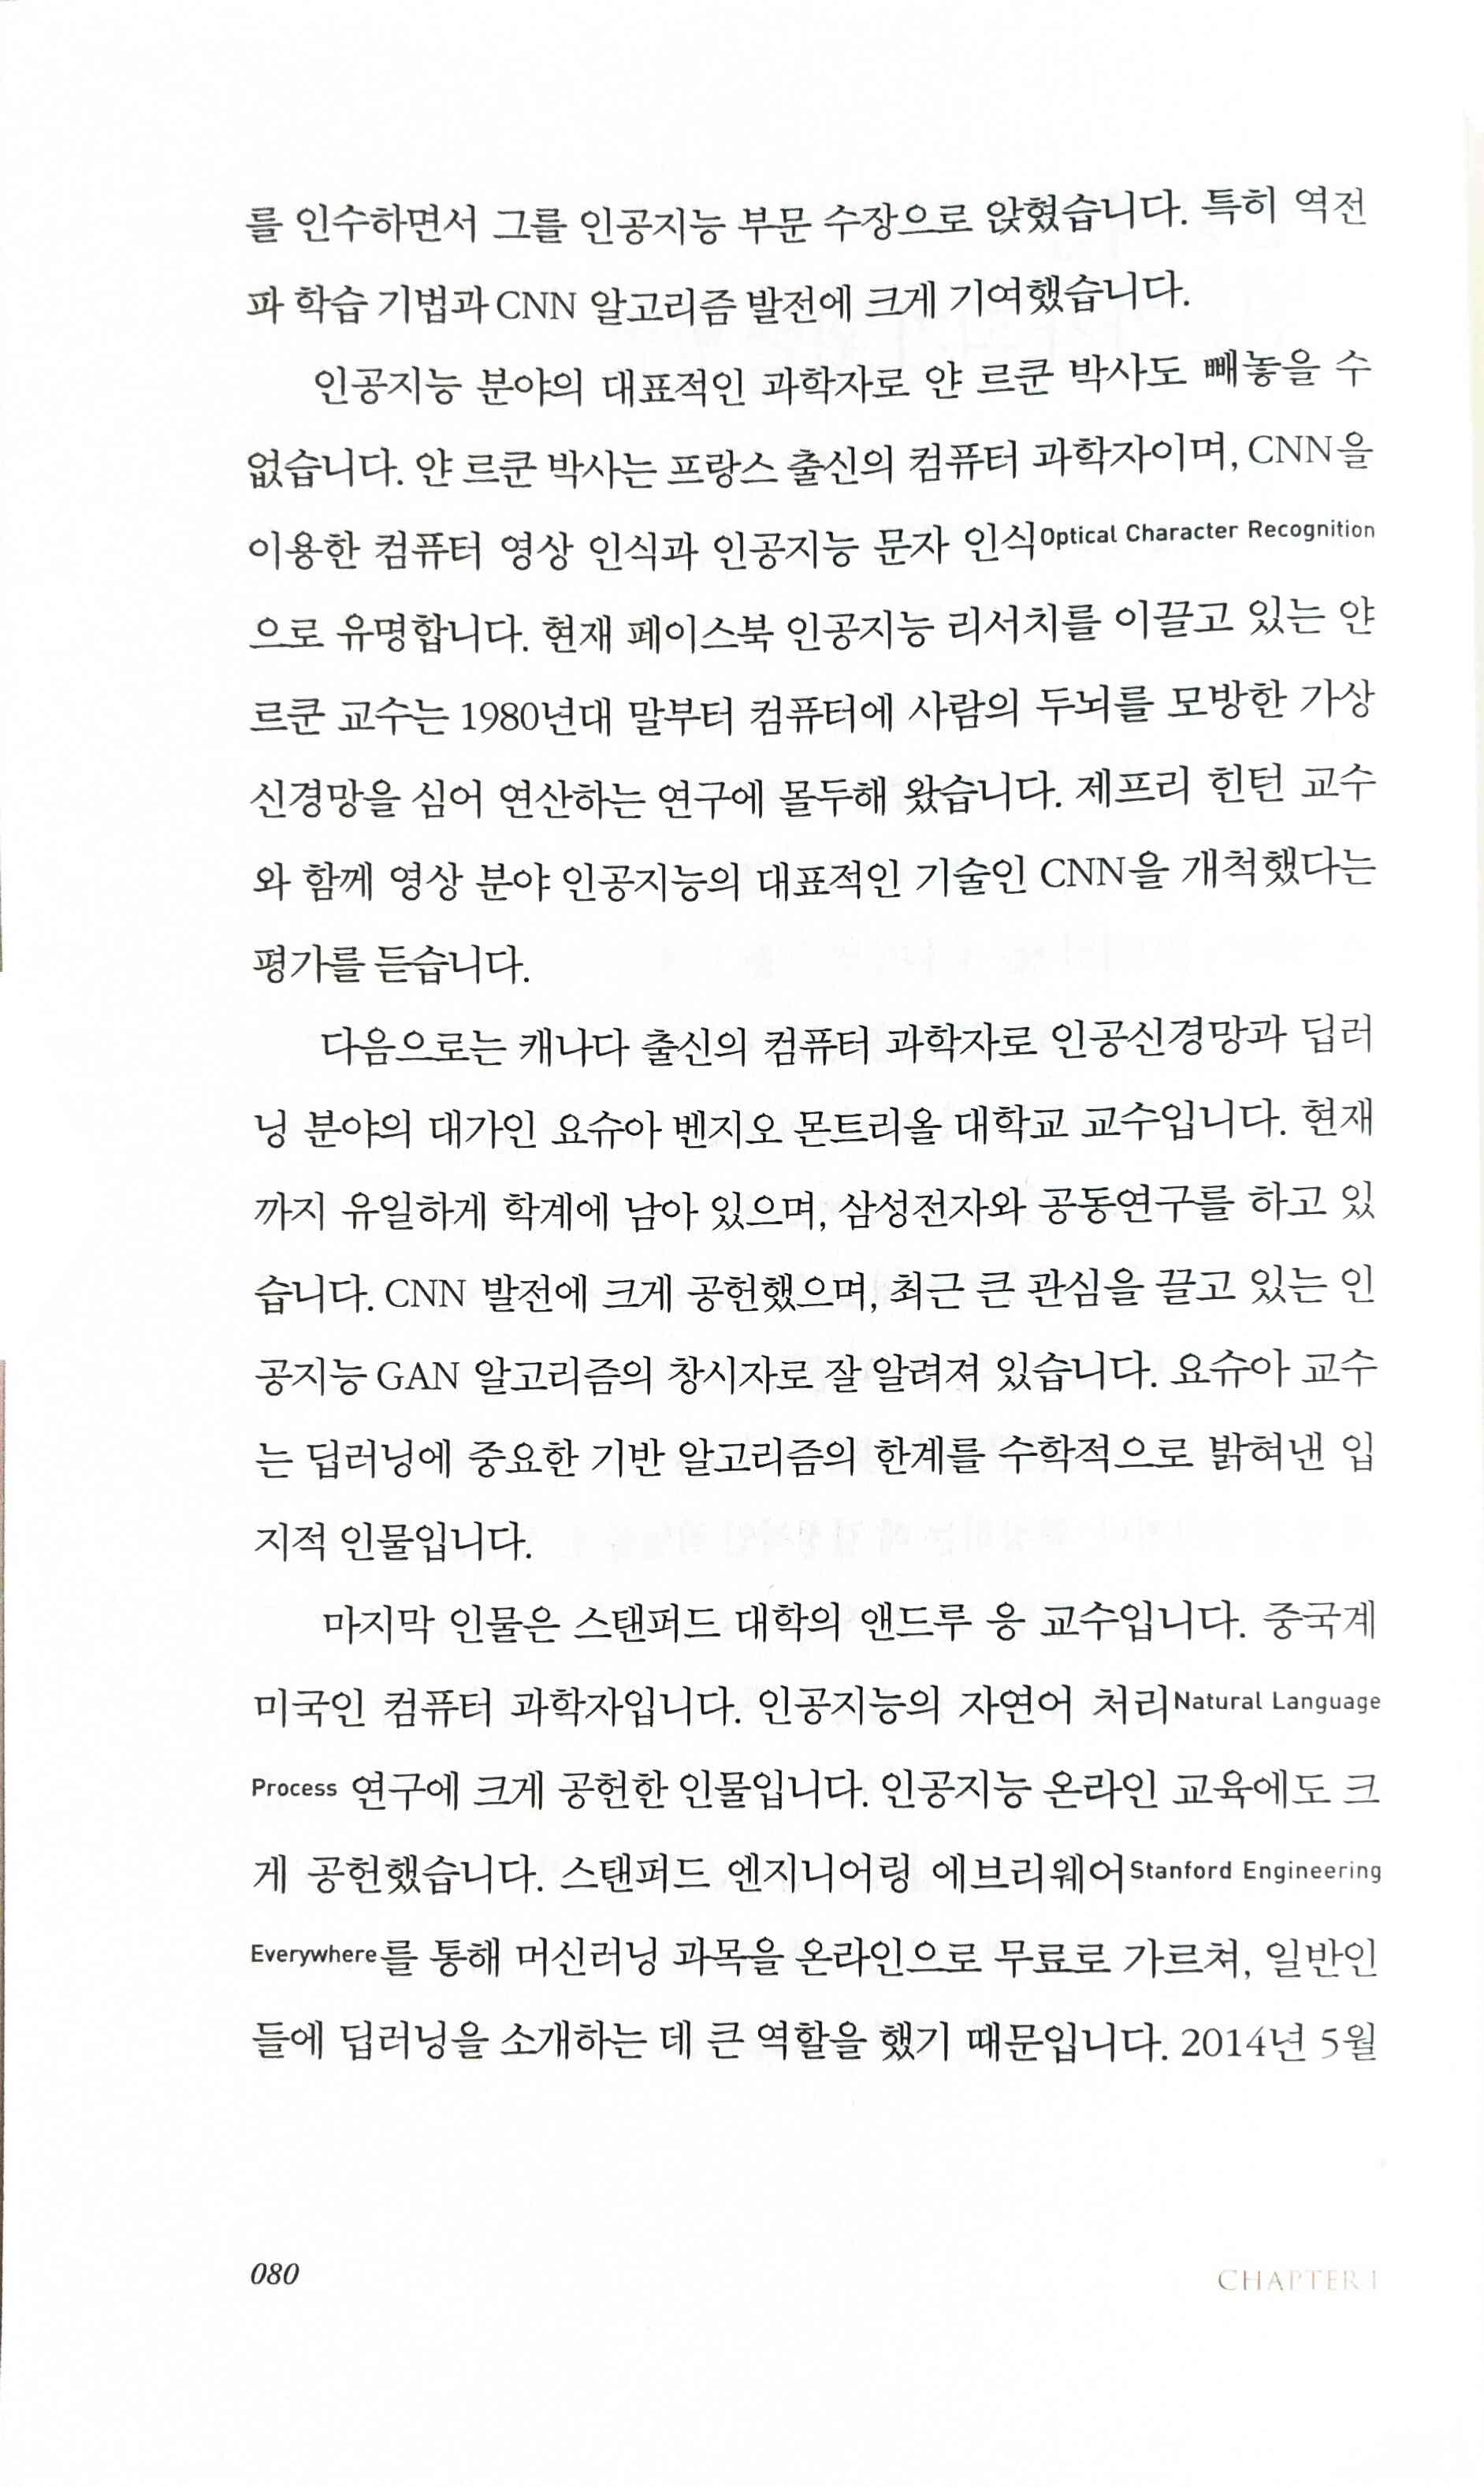 를 인수하면서 그를 인공지능 부문 수장으로 앉혔습니다. 특히 역전
파 학습 기법과 CNN 알고리즘 발전에 크게 기여했습니다.
인공지능 분야의 대표적인 과학자로 얀 르쿤 박사도 빼놓을 수
없습니다. 얀 르쿤 박사는 프랑스 출신의 컴퓨터 과학자이며, CNN을
이용한 컴퓨터 영상 인식과 인공지능 문자 인식Optical Character Recognition
으로 유명합니다. 현재 페이스북 인공지능 리서치를 이끌고 있는 얀
르쿤 교수는 1980년대 말부터 컴퓨터에 사람의 두뇌를 모방한 가상
신경망을 심어 연산하는 연구에 몰두해 왔습니다. 제프리 힌턴 교수
와 함께 영상 분야 인공지능의 대표적인 기술인 CNN을 개척했다는
평가를 듣습니다.
다음으로는 캐나다 출신의 컴퓨터 과학자로 인공신경망과 딥러
닝 분야의 대가인 요슈아 벤지오 몬트리올 대학교 교수입니다. 현재
까지 유일하게 학계에 남아 있으며, 삼성전자와 공동연구를 하고 있
습니다. CNN 발전에 크게 공헌했으며, 최근 큰 관심을 끌고 있는 인
공지능 GAN 알고리즘의 창시자로 잘 알려져 있습니다. 요슈아 교수
는 딥러닝에 중요한 기반 알고리즘의 한계를 수학적으로 밝혀낸 입
지적 인물입니다.
마지막 인물은 스탠퍼드 대학의 앤드루 응 교수입니다. 중국계
미국인 컴퓨터 과학자입니다. 인공지능의 자연어 처리Natural Language
Process 연구에 크게 공헌한 인물입니다. 인공지능 온라인 교육에도 크
게 공헌했습니다. 스탠퍼드 엔지니어링 에브리웨어Stanford Engineering
Everywhere를 통해 머신러닝 과목을 온라인으로 무료로 가르쳐, 일반인
들에 딥러닝을 소개하는 데 큰 역할을 했기 때문입니다. 2014년 5월
080
CHAPTER 1